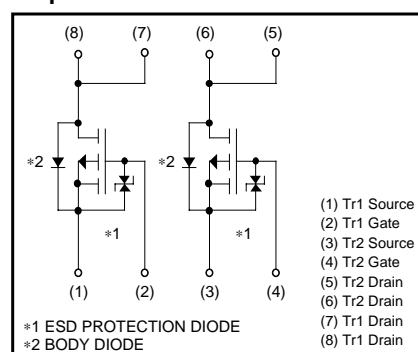 (8) (7) (6) (5)
∗2 ∗2
∗1 ∗1
(1) (2) (3) (4)
(1) Tr1 Source
(2) Tr1 Gate
(3) Tr2 Source
(4) Tr2 Gate
(5) Tr2 Drain
(6) Tr2 Drain
(7) Tr1 Drain
(8) Tr1 Drain
∗1 ESD PROTECTION DIODE
∗2 BODY DIODE